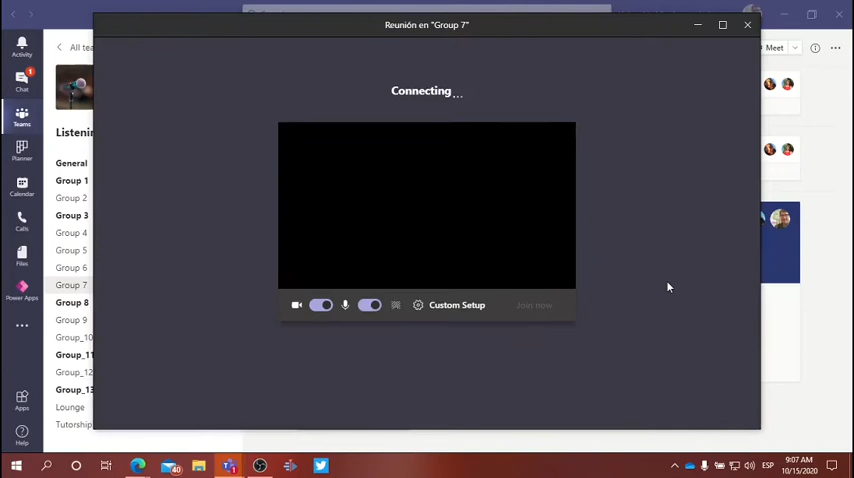 Reunión en "Group 7"
Activity
Chat
1
Teams
Planner
Calendar
Calls
Files
Power Apps
Apps
Help
All tea
Listenin
General
Group 1
Group 2
Group 3
Group 4
Group 5
Group 6
Group 7
Group 8
Group 9
Group_10
Group_11
Group_12
Group_13
Lounge
Tutorship
Connecting...
Custom Setup
Join now
Meet
40
ESP
9:07 AM
10/15/2020